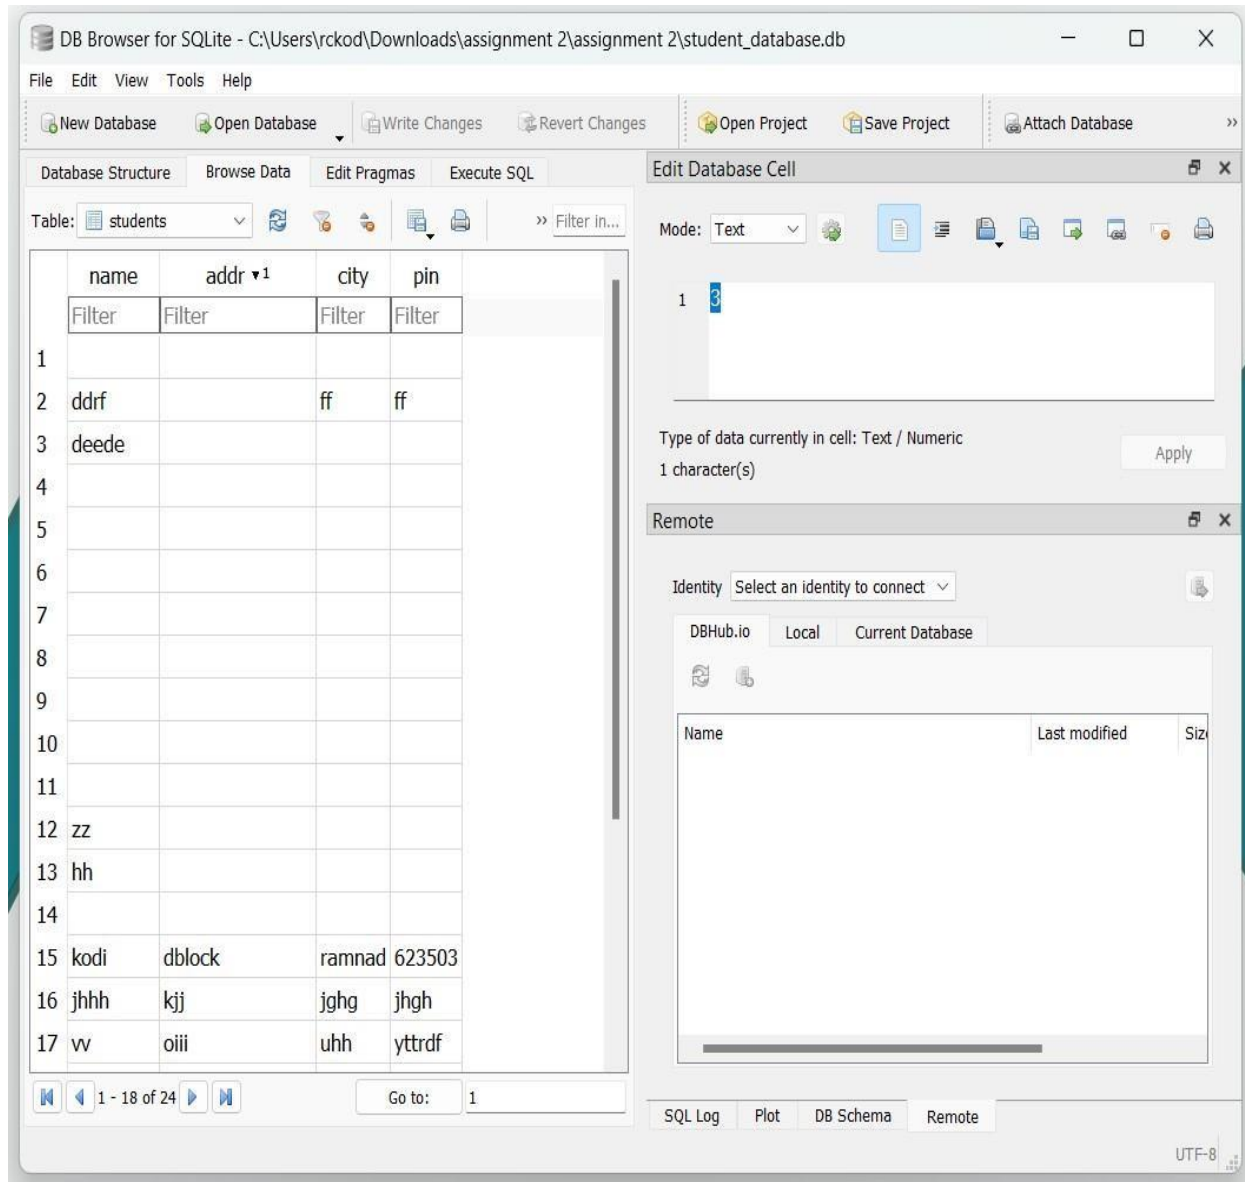 DB Browser for SQLite - C:\Users\rckod\Downloads\assignment 2\assignment 2\student_database.db
File Edit View Tools Help
New Database Open Database Write Changes Revert Changes Open Project Save Project Attach Database »
Database Structure Browse Data Edit Pragmas Execute SQL
Table: students » Filter in...
name addr ▾1 city pin
Filter Filter Filter Filter
1
2 ddrf ff ff
3 deede
4
5
6
7
8
9
10
11
12 zz
13 hh
14
15 kodi dblock ramnad 623503
16 jhhh kjj jghg jhgh
17 vv oiii uhh yttrdf
1 - 18 of 24 Go to: 1
Edit Database Cell
Mode: Text
1 3
Type of data currently in cell: Text / Numeric
1 character(s)
Apply
Remote
Identity Select an identity to connect
DBHub.io Local Current Database
Name Last modified Size
SQL Log Plot DB Schema Remote
UTF-8